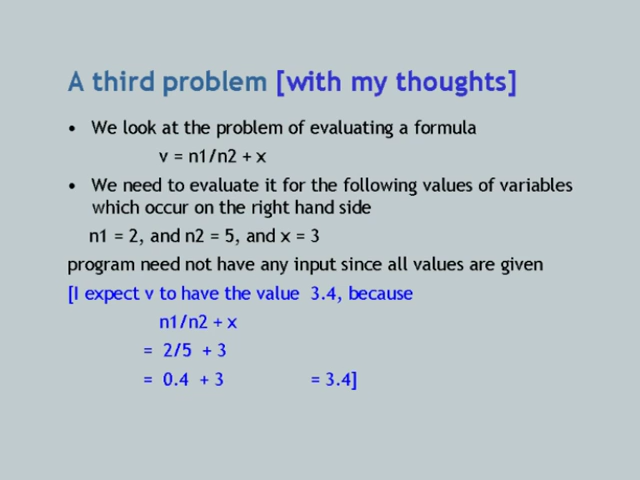 A third problem [with my thoughts]
• We look at the problem of evaluating a formula
v = n1/n2 + x
• We need to evaluate it for the following values of variables
which occur on the right hand side
n1 = 2, and n2 = 5, and x = 3
program need not have any input since all values are given
[I expect v to have the value 3.4, because
n1/n2 + x
= 2/5 + 3
= 0.4 + 3 = 3.4]